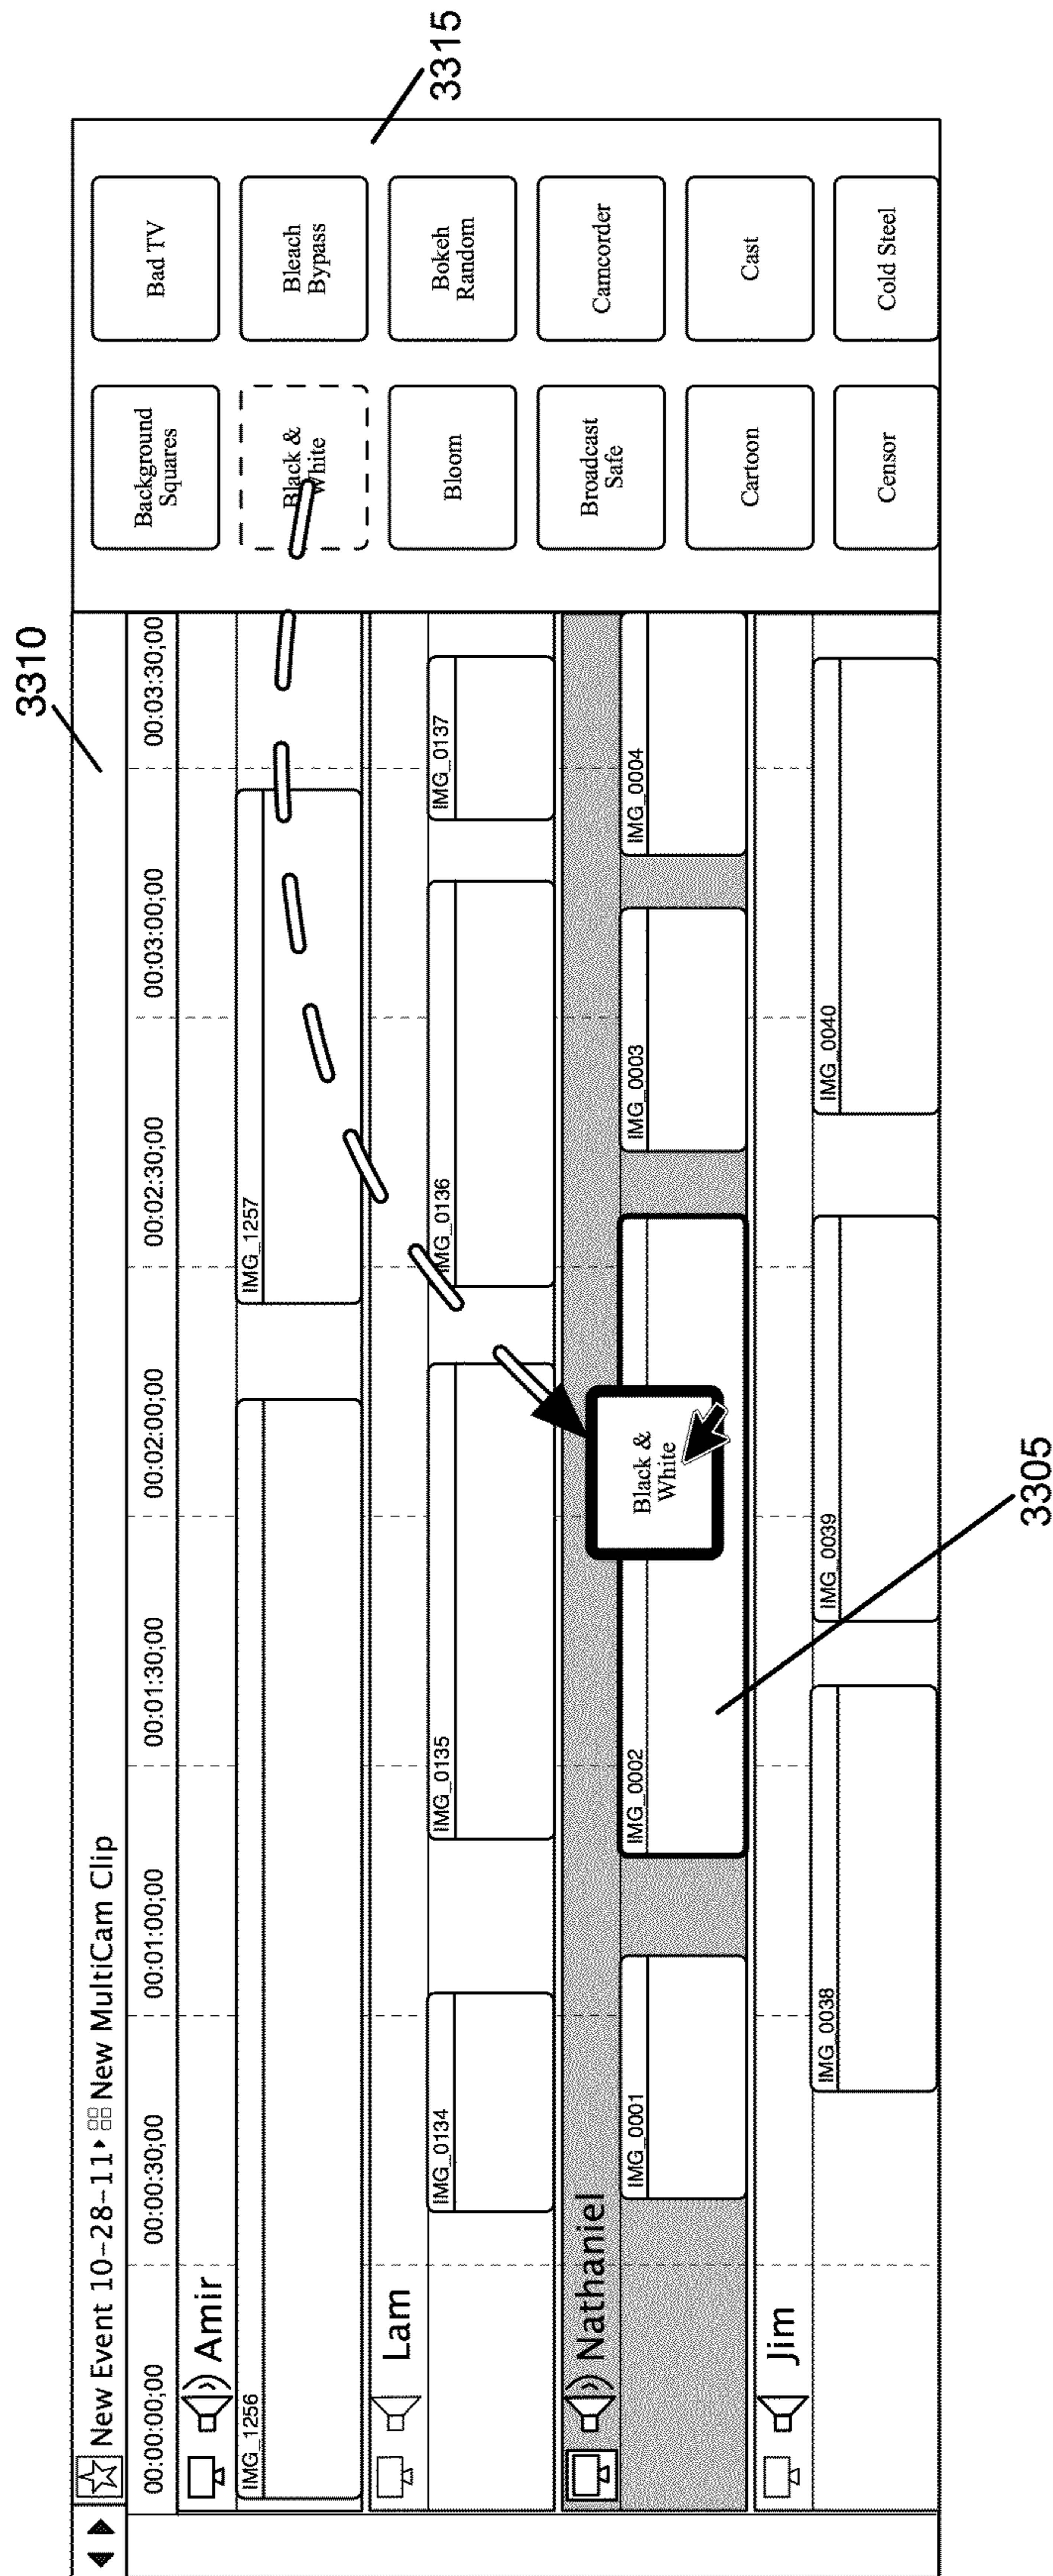 3310
3315
New Event 10-28-11 New MultiCam Clip
00:00:00;00 00:00:30;00 00:01:00;00 00:01:30;00 00:02:00;00 00:02:30;00 00:03:00;00 00:03:30;00
Amir
IMG_1256 IMG_1257
Lam
IMG_0134 IMG_0135 IMG_0136 IMG_0137
Nathaniel
IMG_0001 IMG_0002 IMG_0003 IMG_0004
Black &
White
Jim
IMG_0038 IMG_0039 IMG_0040
Background
Squares
Bad TV
Black &
White
Bleach
Bypass
Bloom
Bokeh
Random
Broadcast
Safe
Camcorder
Cartoon
Cast
Censor
Cold Steel
3305